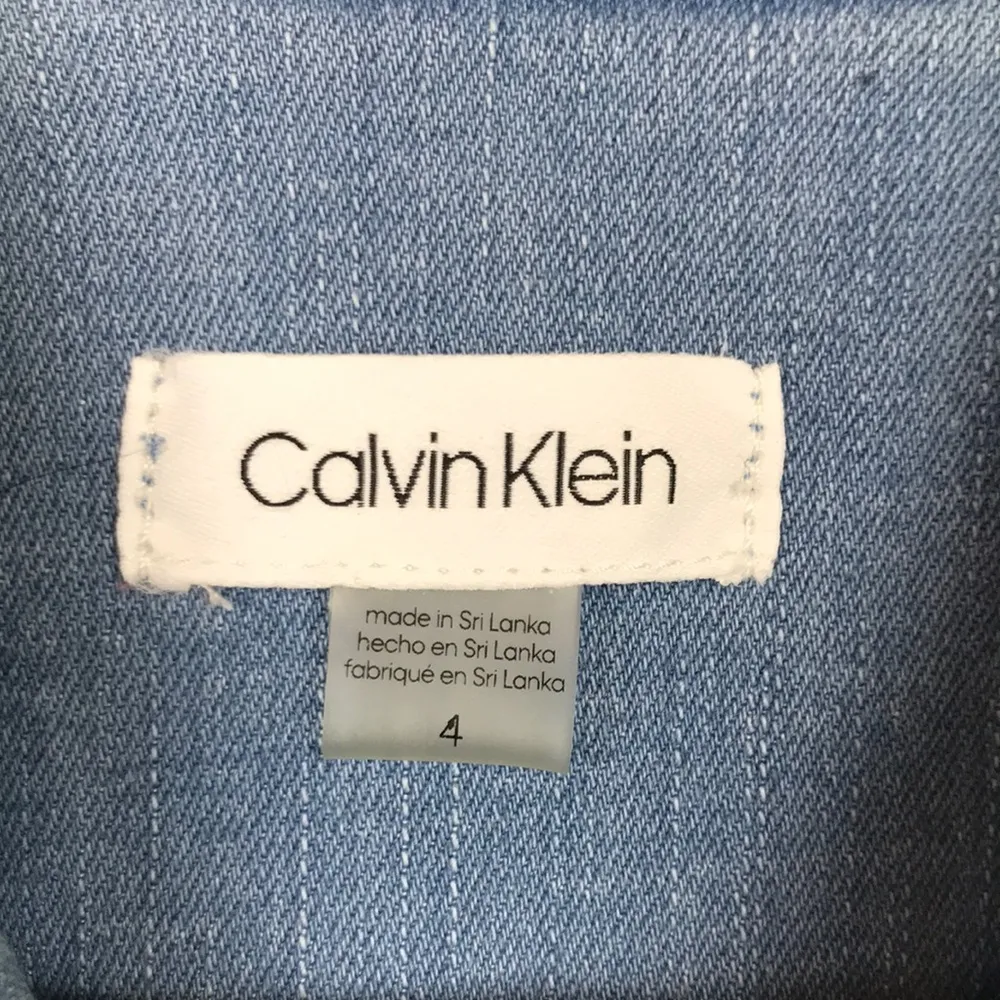 Calvin Klein
made in Sri Lanka
hecho en Sri Lanka
fabriqué en Sri Lanka
4